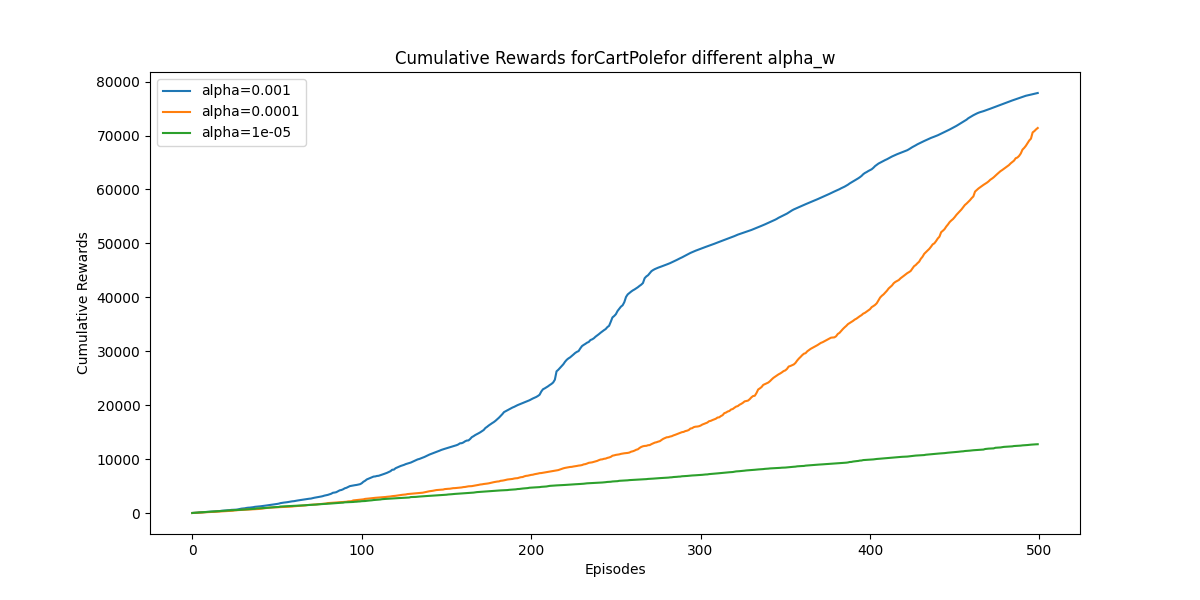 Cumulative Rewards forCartPolefor different alpha_w
alpha=0.001
alpha=0.0001
alpha=1e-05
Cumulative Rewards
80000
70000
60000
50000
40000
30000
20000
10000
0
0 100 200 300 400 500
Episodes